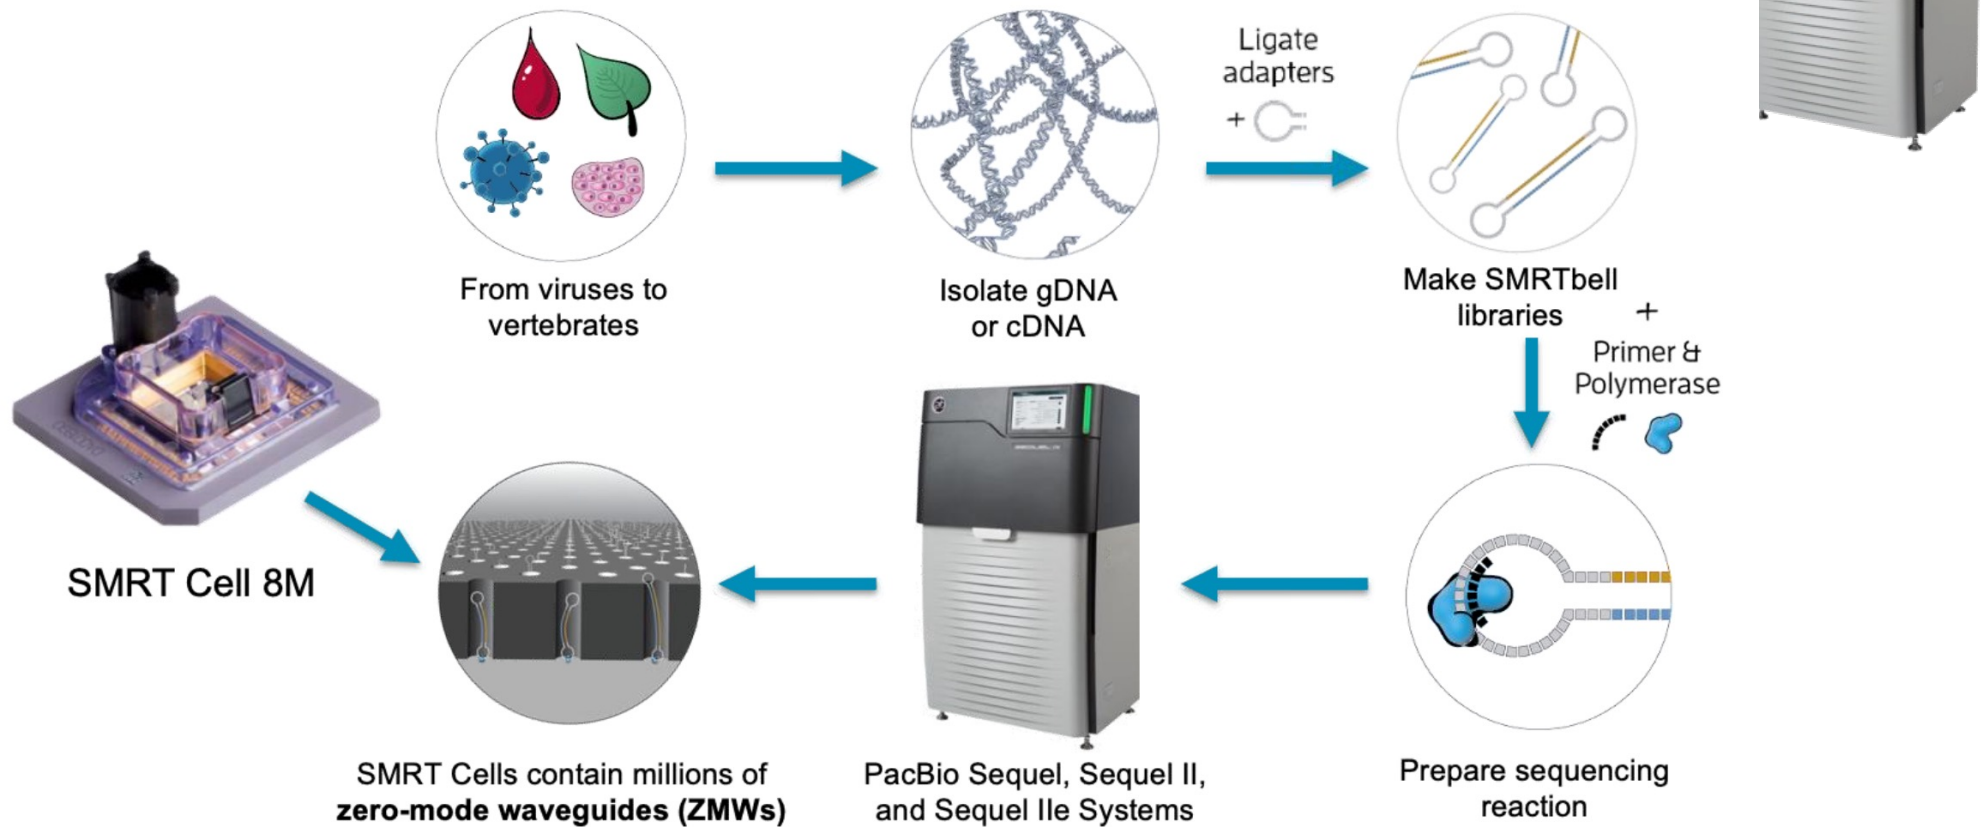 Ligate
adapters
+
From viruses to
vertebrates
Isolate gDNA
or cDNA
Make SMRTbell
libraries
+
Primer &
Polymerase
SMRT Cell 8M
SMRT Cells contain millions of
zero-mode waveguides (ZMWs)
PacBio Sequel, Sequel II,
and Sequel IIe Systems
Prepare sequencing
reaction